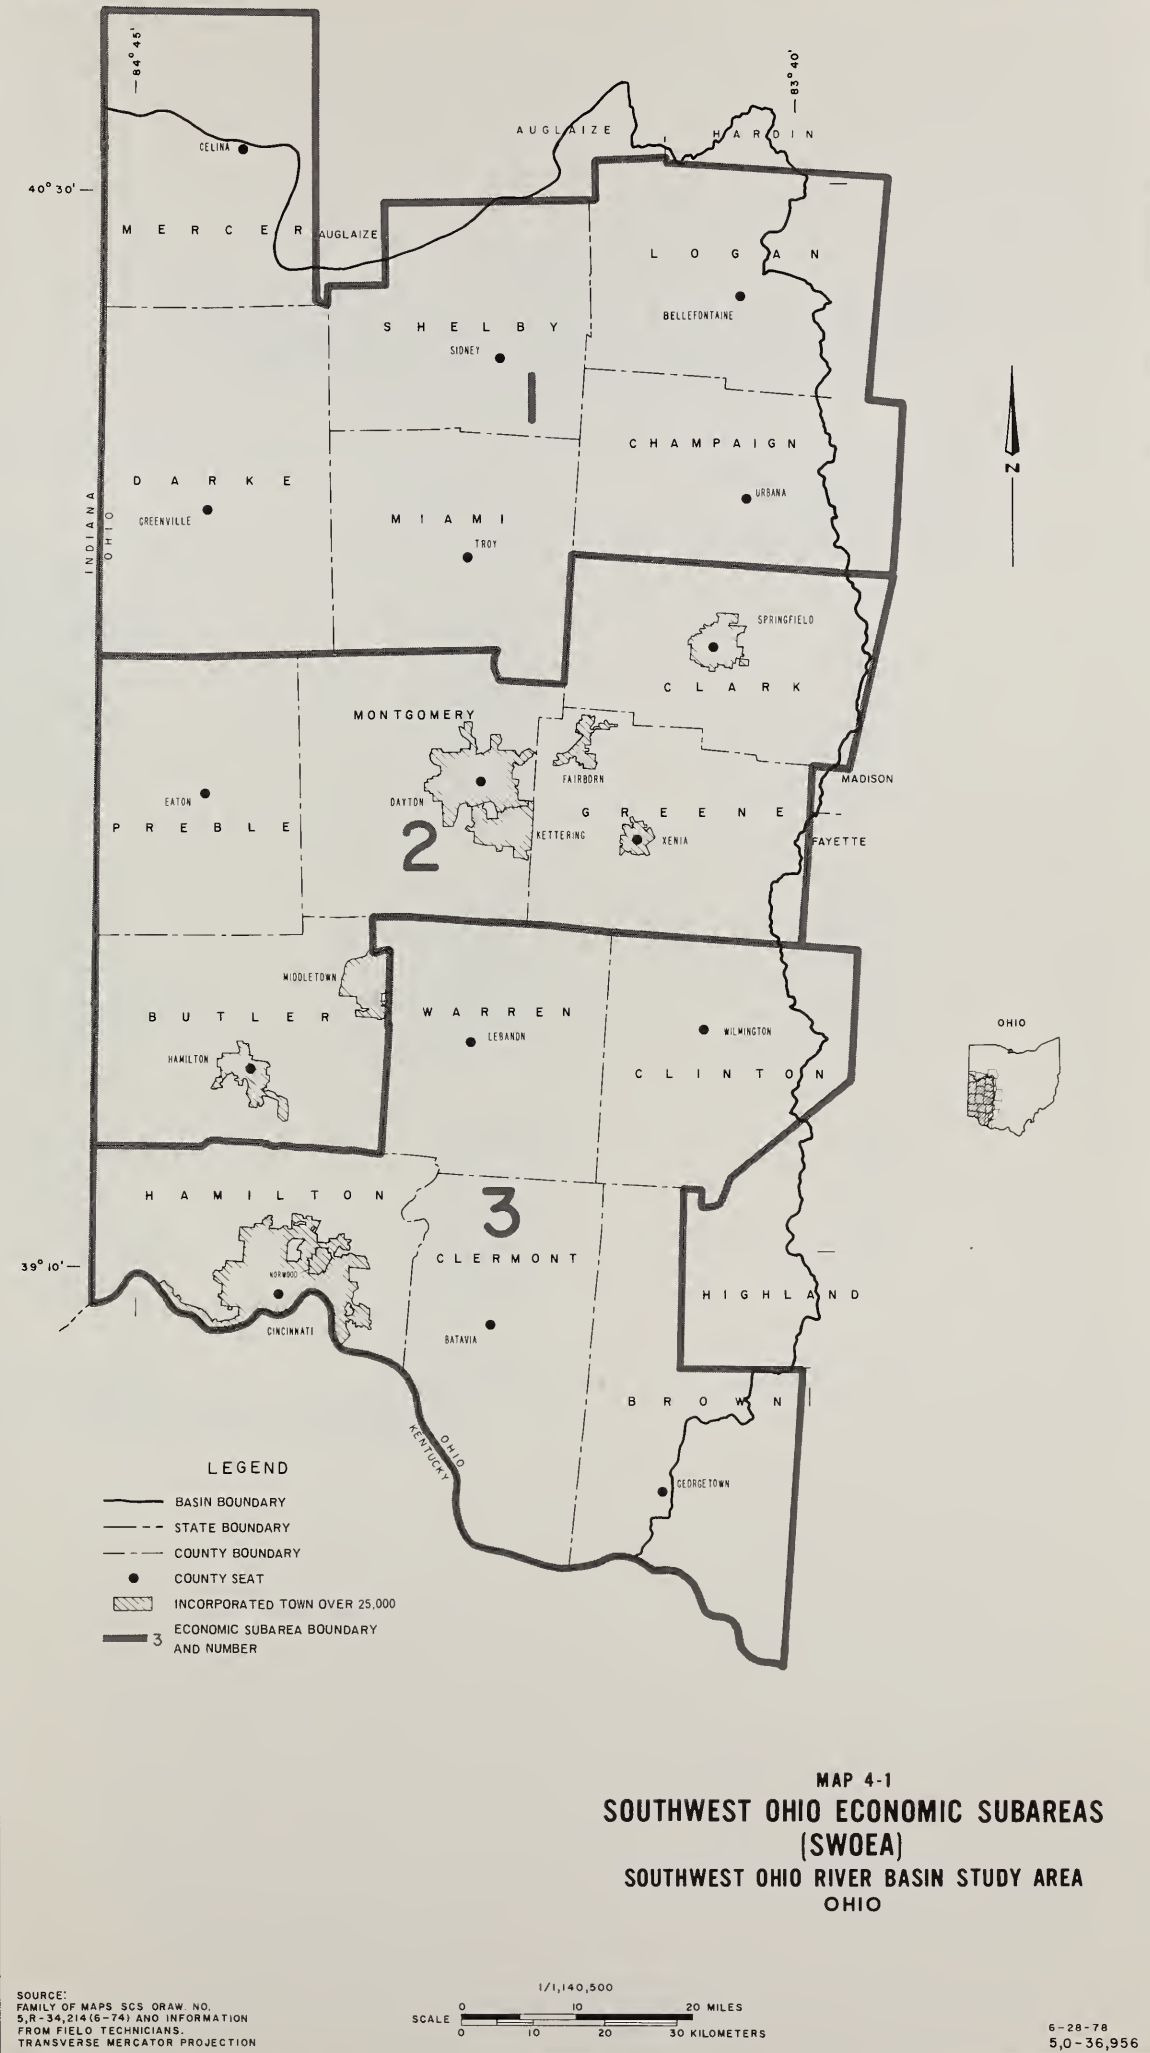 84° 45'
83° 40'
AUGLAIZE
HARDIN
CELINA
40° 30'
MERCER
AUGLAIZE
LOGAN
BELLEFONTAINE
SHELBY
SIDNEY
1
CHAMPAIGN
URBANA
DARKE
GREENVILLE
MIAMI
TROY
INDIANA
OHIO
N
SPRINGFIELD
CLARK
MONTGOMERY
FAIRBORN
MADISON
EATON
DAYTON
GREENE
PREBLE
2
KETTERING
XENIA
FAYETTE
MIDDLETOWN
BUTLER
WARREN
LEBANON
WILMINGTON
OHIO
HAMILTON
CLINTON
HAMILTON
3
CLERMONT
39° 10'
NORWOOD
HIGHLAND
CINCINNATI
BATAVIA
BROWN
OHIO
KENTUCKY
GEORGETOWN
LEGEND
BASIN BOUNDARY
STATE BOUNDARY
COUNTY BOUNDARY
COUNTY SEAT
INCORPORATED TOWN OVER 25,000
3 ECONOMIC SUBAREA BOUNDARY
AND NUMBER
MAP 4-1
SOUTHWEST OHIO ECONOMIC SUBAREAS
(SWOEA)
SOUTHWEST OHIO RIVER BASIN STUDY AREA
OHIO
SOURCE:
FAMILY OF MAPS SCS DRAW. NO.
5,R-34,214(6-74) AND INFORMATION
FROM FIELD TECHNICIANS.
TRANSVERSE MERCATOR PROJECTION
1/1,140,500
0 10 20 MILES
SCALE
0 10 20 30 KILOMETERS
6-28-78
5,0-36,956